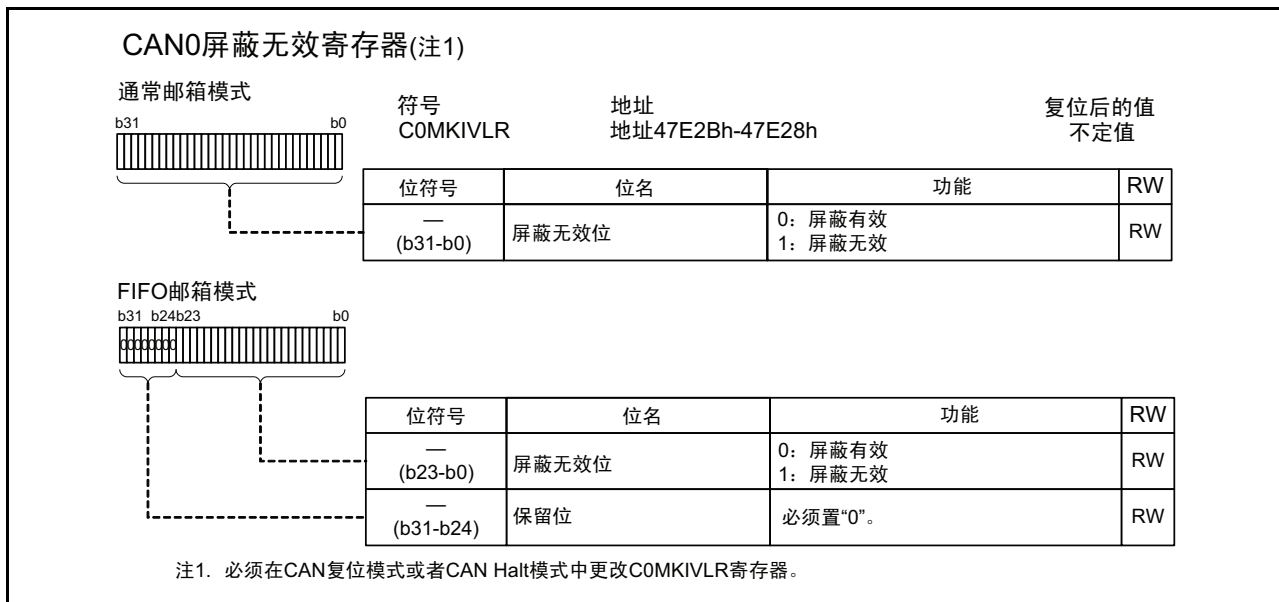 CAN0屏蔽无效寄存器(注1)
通常邮箱模式
b31 b0
符号 地址 复位后的值
C0MKIVLR 地址47E2Bh-47E28h 不定值
位符号 位名 功能 RW
—
(b31-b0) 屏蔽无效位 0：屏蔽有效
1：屏蔽无效 RW
FIFO邮箱模式
b31 b24b23 b0
00000000
位符号 位名 功能 RW
—
(b23-b0) 屏蔽无效位 0：屏蔽有效
1：屏蔽无效 RW
—
(b31-b24) 保留位 必须置“0”。 RW
注1. 必须在CAN复位模式或者CAN Halt模式中更改C0MKIVLR寄存器。